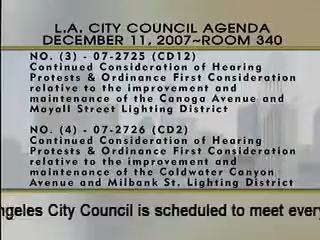 L.A. CITY COUNCIL AGENDA
DECEMBER 11, 2007~ROOM 340
NO. (3) - 07-2725 (CD12)
Continued Consideration of Hearing
Protests & Ordinance First Consideration
relative to the improvement and
maintenance of the Canoga Avenue and
Mayall Street Lighting District
NO. (4) - 07-2726 (CD2)
Continued Consideration of Hearing
Protests & Ordinance First Consideration
relative to the improvement and
maintenance of the Coldwater Canyon
Avenue and Milbank St. Lighting District
ngeles City Council is scheduled to meet every